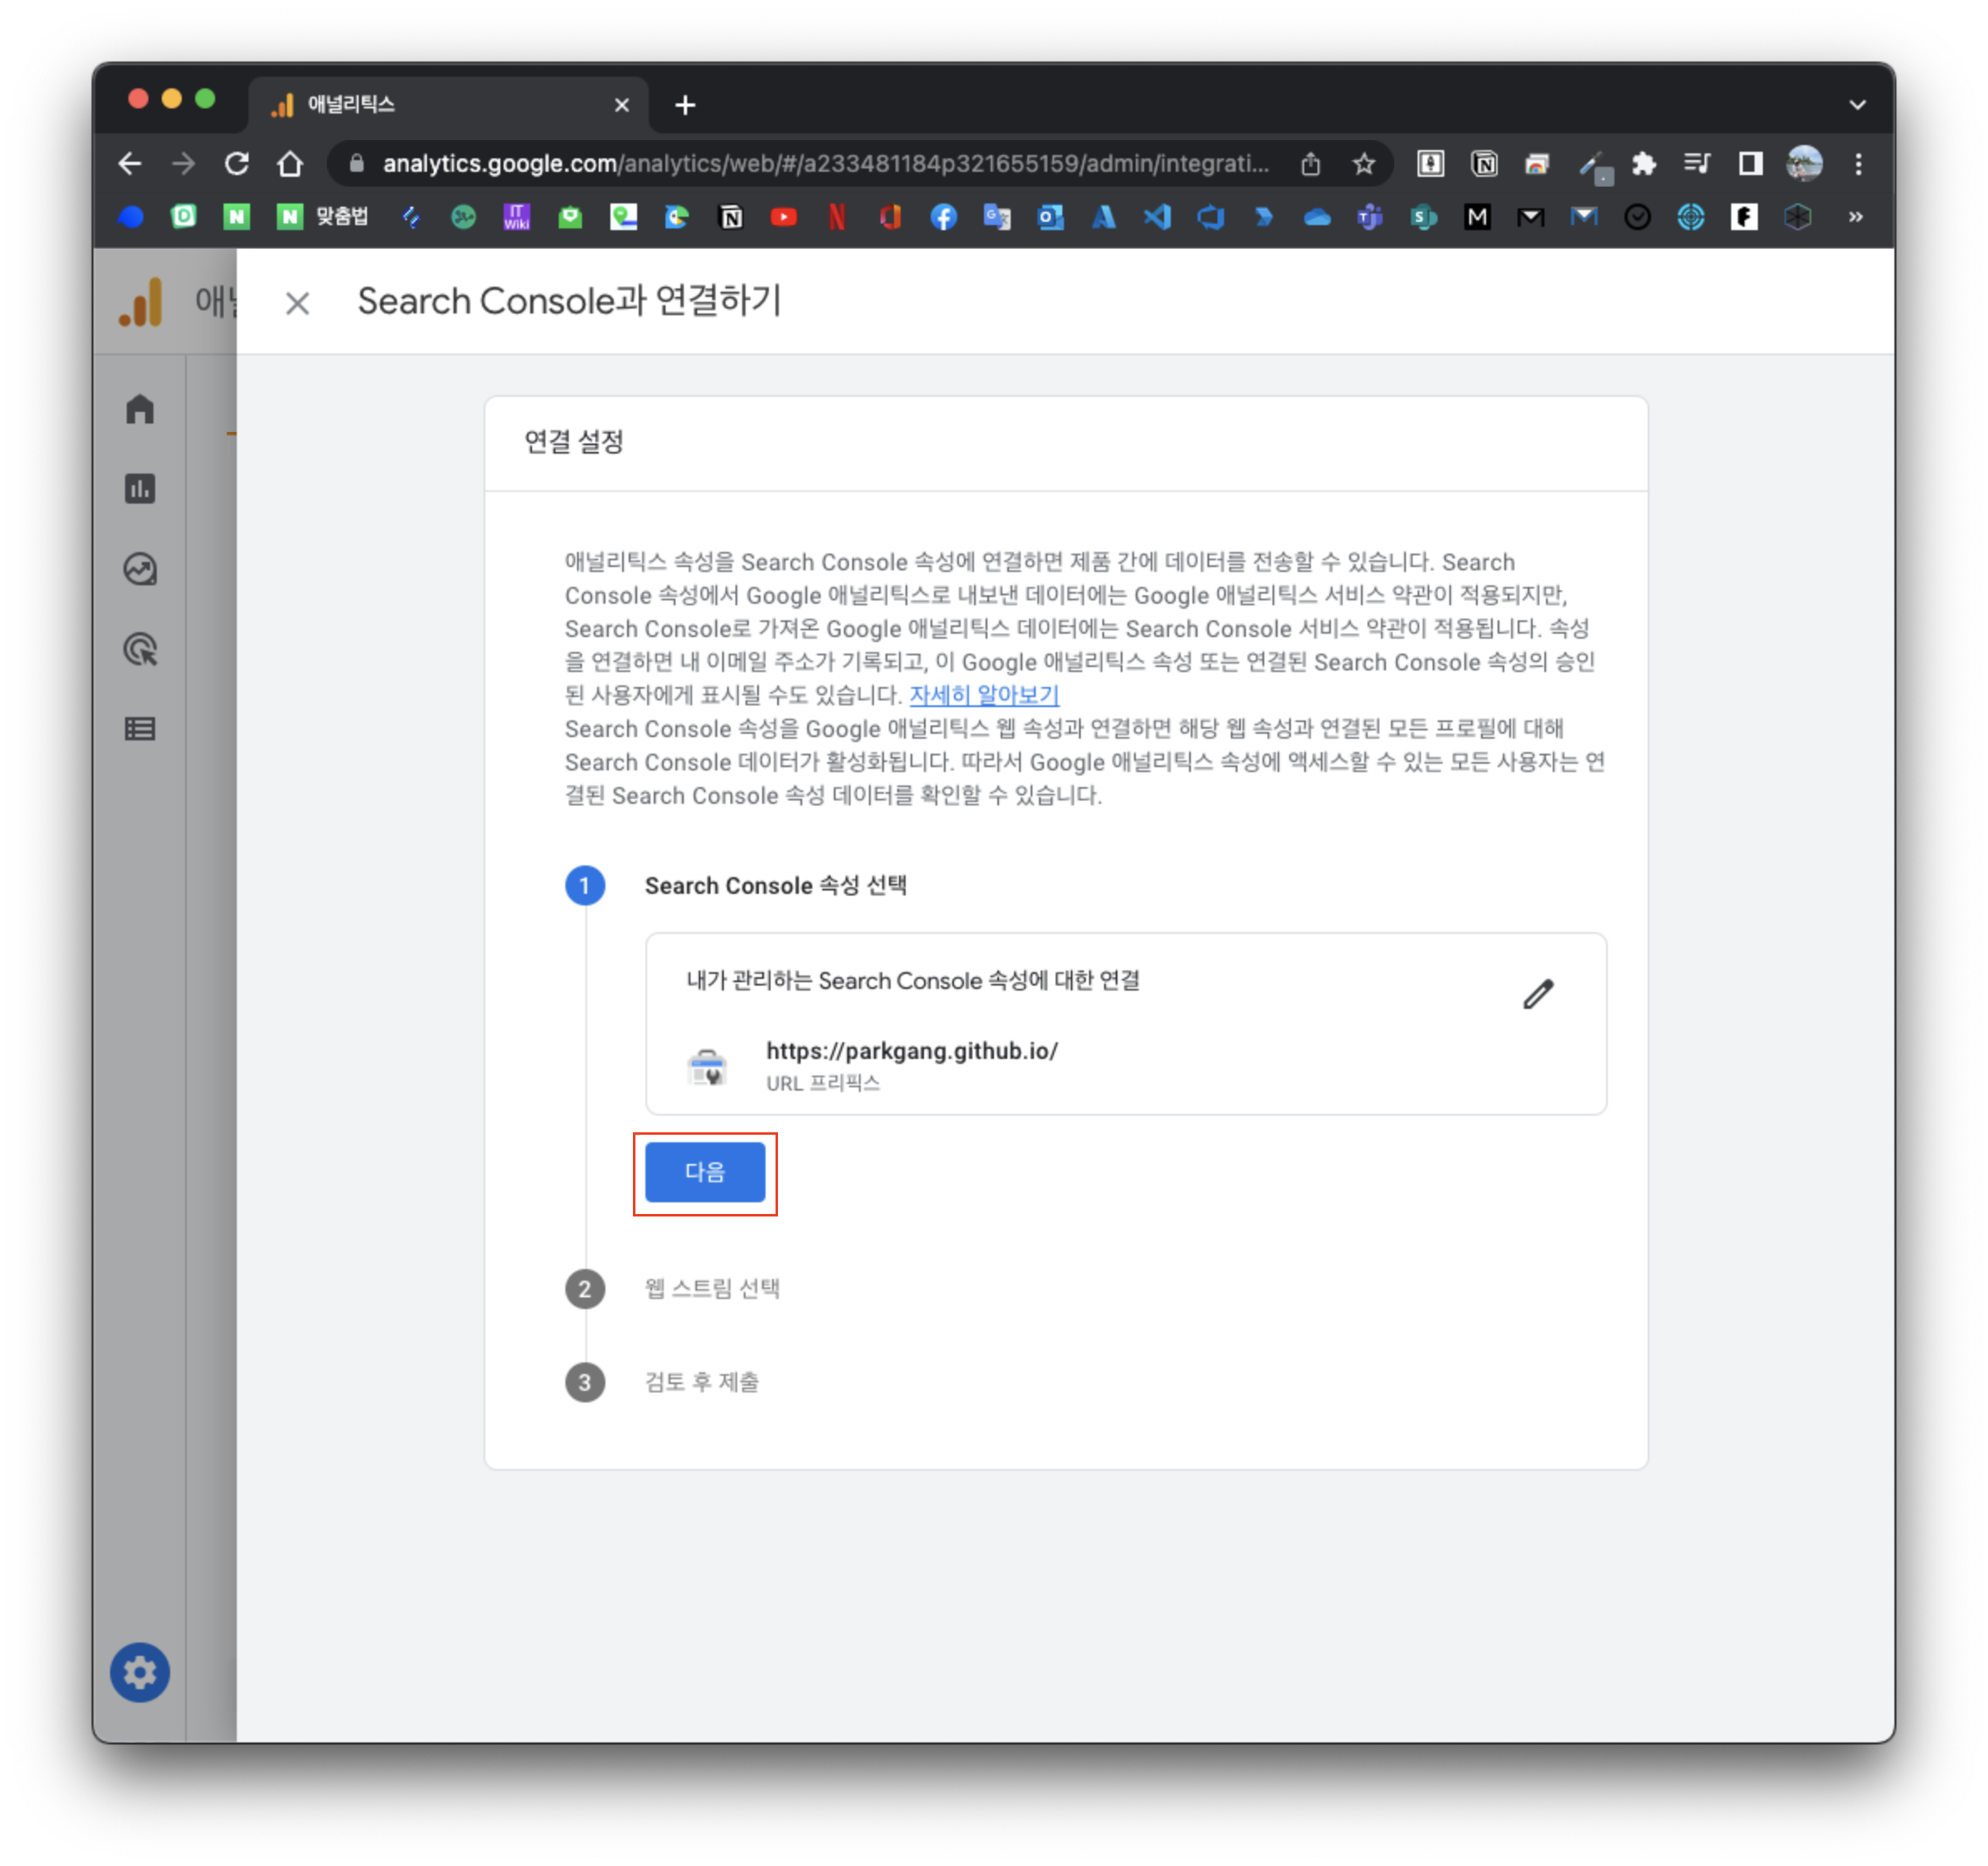 애널리틱스
analytics.google.com/analytics/web/#/a233481184p321655159/admin/integrati...
맞춤법
IT
Wiki
애널
Search Console과 연결하기
연결 설정
애널리틱스 속성을 Search Console 속성에 연결하면 제품 간에 데이터를 전송할 수 있습니다. Search
Console 속성에서 Google 애널리틱스로 내보낸 데이터에는 Google 애널리틱스 서비스 약관이 적용되지만,
Search Console로 가져온 Google 애널리틱스 데이터에는 Search Console 서비스 약관이 적용됩니다. 속성
을 연결하면 내 이메일 주소가 기록되고, 이 Google 애널리틱스 속성 또는 연결된 Search Console 속성의 승인
된 사용자에게 표시될 수도 있습니다. 자세히 알아보기
Search Console 속성을 Google 애널리틱스 웹 속성과 연결하면 해당 웹 속성과 연결된 모든 프로필에 대해
Search Console 데이터가 활성화됩니다. 따라서 Google 애널리틱스 속성에 액세스할 수 있는 모든 사용자는 연
결된 Search Console 속성 데이터를 확인할 수 있습니다.
1 Search Console 속성 선택
내가 관리하는 Search Console 속성에 대한 연결
https://parkgang.github.io/
URL 프리픽스
다음
2 웹 스트림 선택
3 검토 후 제출